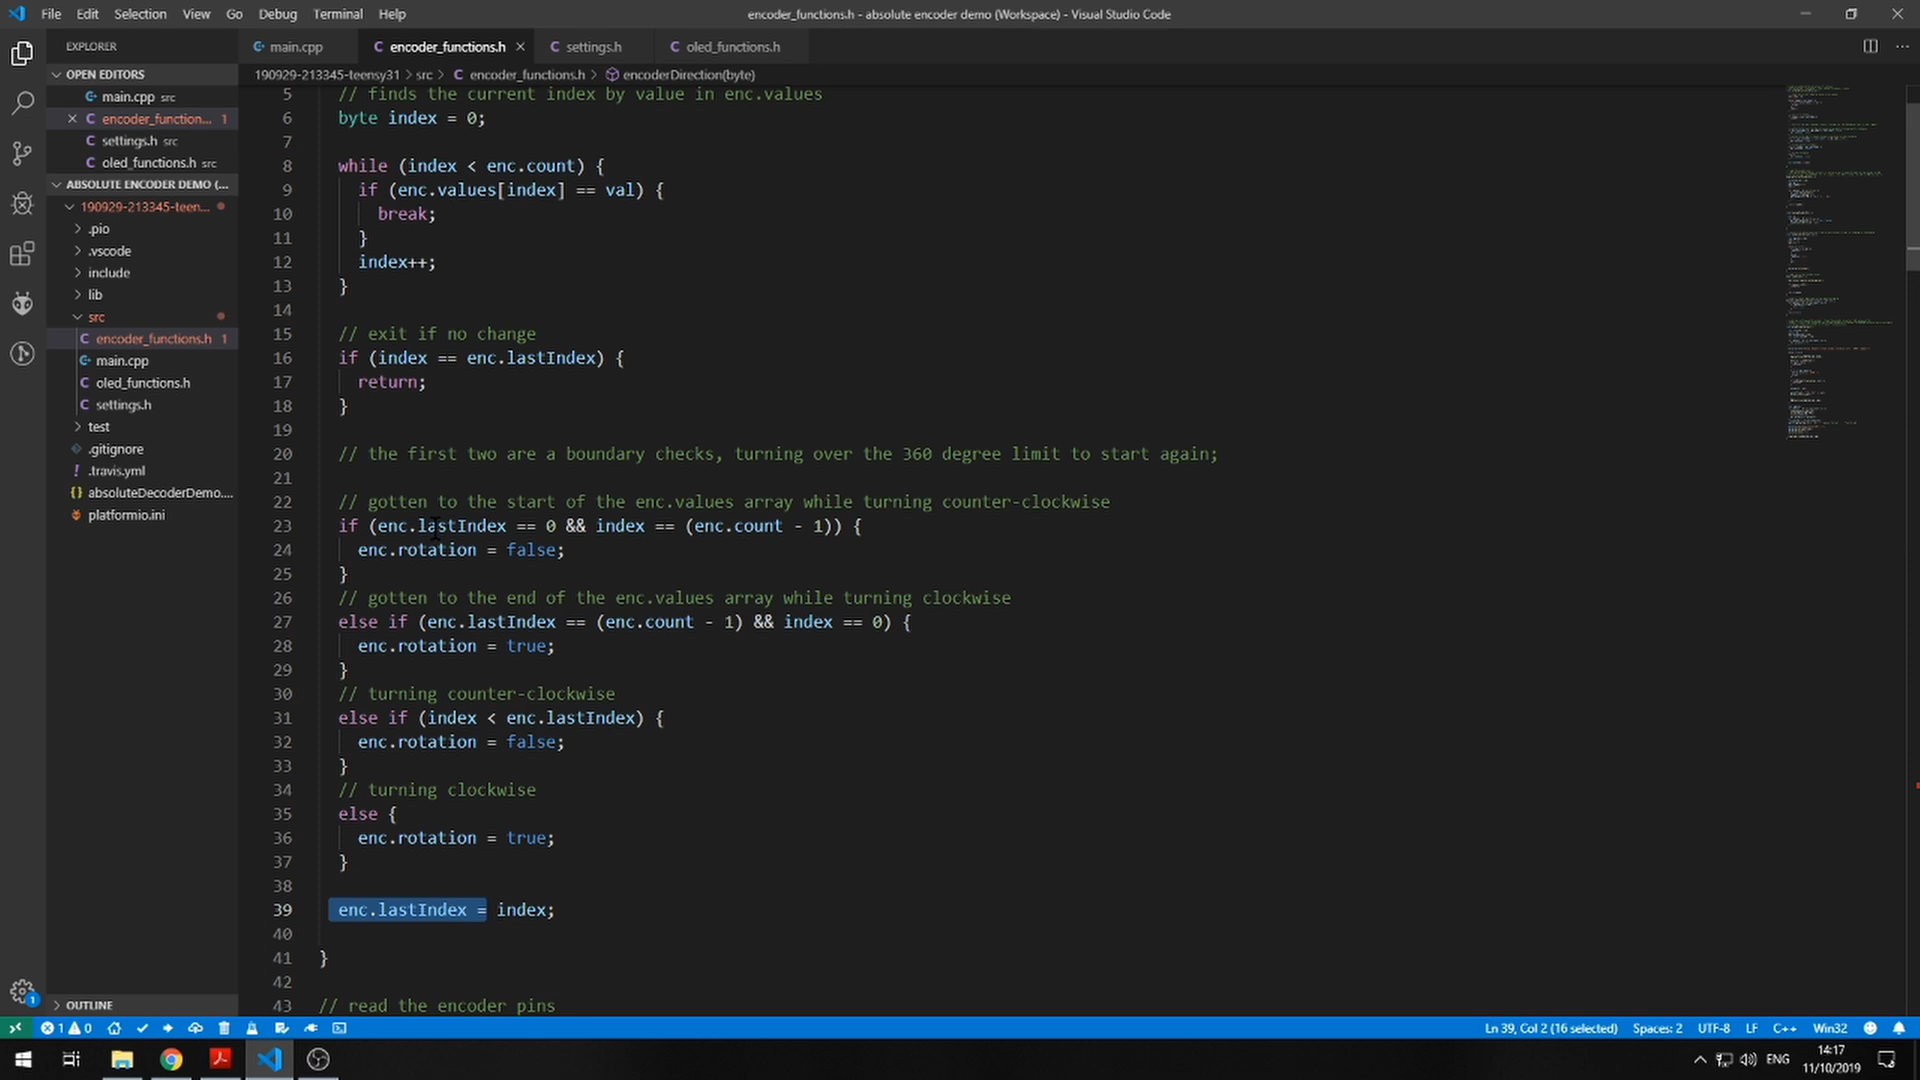 File Edit Selection View Go Debug Terminal Help
encoder_functions.h - absolute encoder demo (Workspace) - Visual Studio Code
EXPLORER
main.cpp
encoder_functions.h
settings.h
oled_functions.h
OPEN EDITORS
main.cpp src
encoder_function... 1
settings.h src
oled_functions.h src
ABSOLUTE ENCODER DEMO (...
190929-213345-teen...
.pio
.vscode
include
lib
src
encoder_functions.h 1
main.cpp
oled_functions.h
settings.h
test
.gitignore
.travis.yml
absoluteDecoderDemo....
platformio.ini
OUTLINE
190929-213345-teensy31 > src > encoder_functions.h > encoderDirection(byte)
5 // finds the current index by value in enc.values
6 byte index = 0;
7
8 while (index < enc.count) {
9 if (enc.values[index] == val) {
10 break;
11 }
12 index++;
13 }
14
15 // exit if no change
16 if (index == enc.lastIndex) {
17 return;
18 }
19
20 // the first two are a boundary checks, turning over the 360 degree limit to start again;
21
22 // gotten to the start of the enc.values array while turning counter-clockwise
23 if (enc.lastIndex == 0 && index == (enc.count - 1)) {
24 enc.rotation = false;
25 }
26 // gotten to the end of the enc.values array while turning clockwise
27 else if (enc.lastIndex == (enc.count - 1) && index == 0) {
28 enc.rotation = true;
29 }
30 // turning counter-clockwise
31 else if (index < enc.lastIndex) {
32 enc.rotation = false;
33 }
34 // turning clockwise
35 else {
36 enc.rotation = true;
37 }
38
39 enc.lastIndex = index;
40
41 }
42
43 // read the encoder pins
1 0
Ln 39, Col 2 (16 selected) Spaces: 2 UTF-8 LF C++ Win32
1
ENG
14:17
11/10/2019